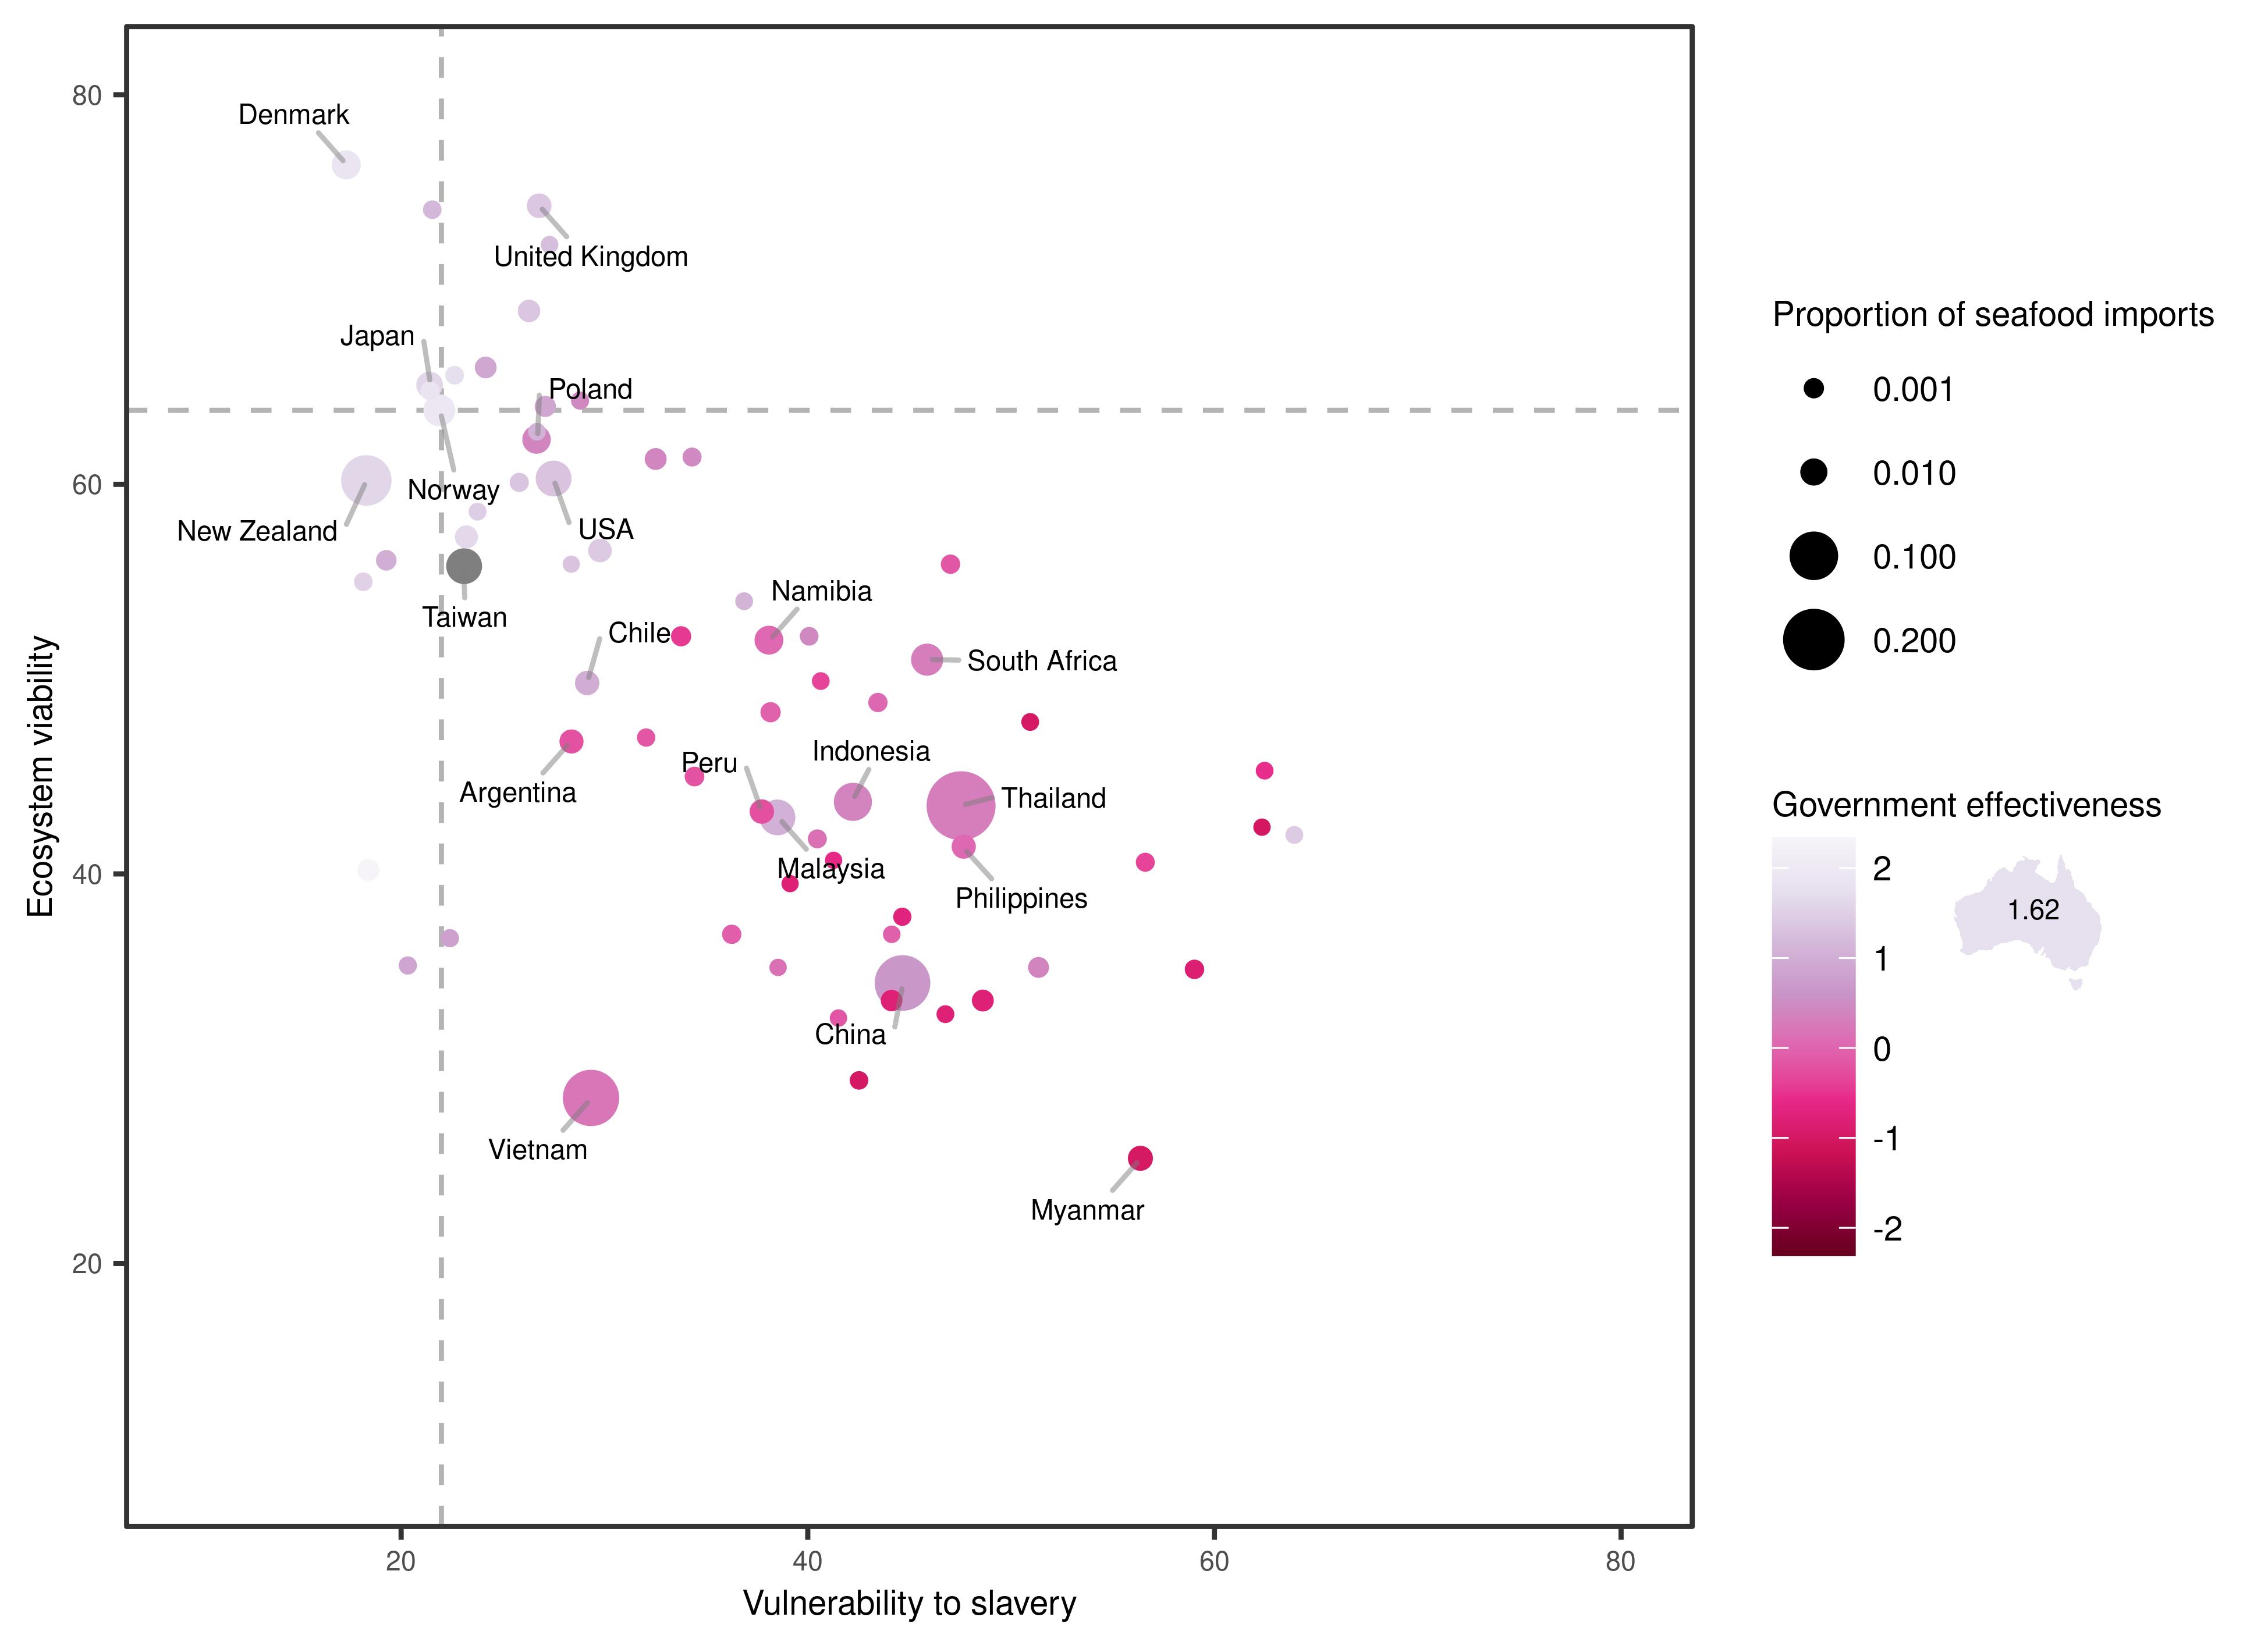 80
60
40
20
Ecosystem viability
Denmark
United Kingdom
Japan
Poland
Norway
New Zealand
USA
Taiwan
Namibia
Chile
South Africa
Indonesia
Peru
Argentina
Thailand
Malaysia
Philippines
China
Vietnam
Myanmar
20
40
60
80
Vulnerability to slavery
Proportion of seafood imports
0.001
0.010
0.100
0.200
Government effectiveness
2
1
0
-1
-2
1.62